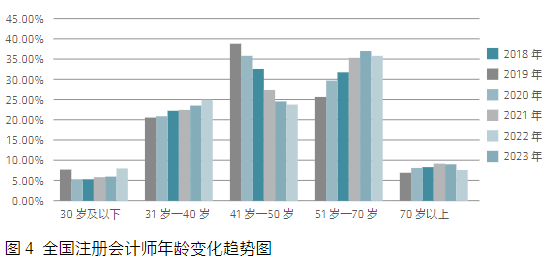 45.00%
40.00%
35.00%
30.00%
25.00%
20.00%
15.00%
10.00%
5.00%
0.00%
30 岁及以下
31 岁—40 岁
41 岁—50 岁
51 岁—70 岁
70 岁以上
2018 年
2019 年
2020 年
2021 年
2022 年
2023 年
图 4 全国注册会计师年龄变化趋势图